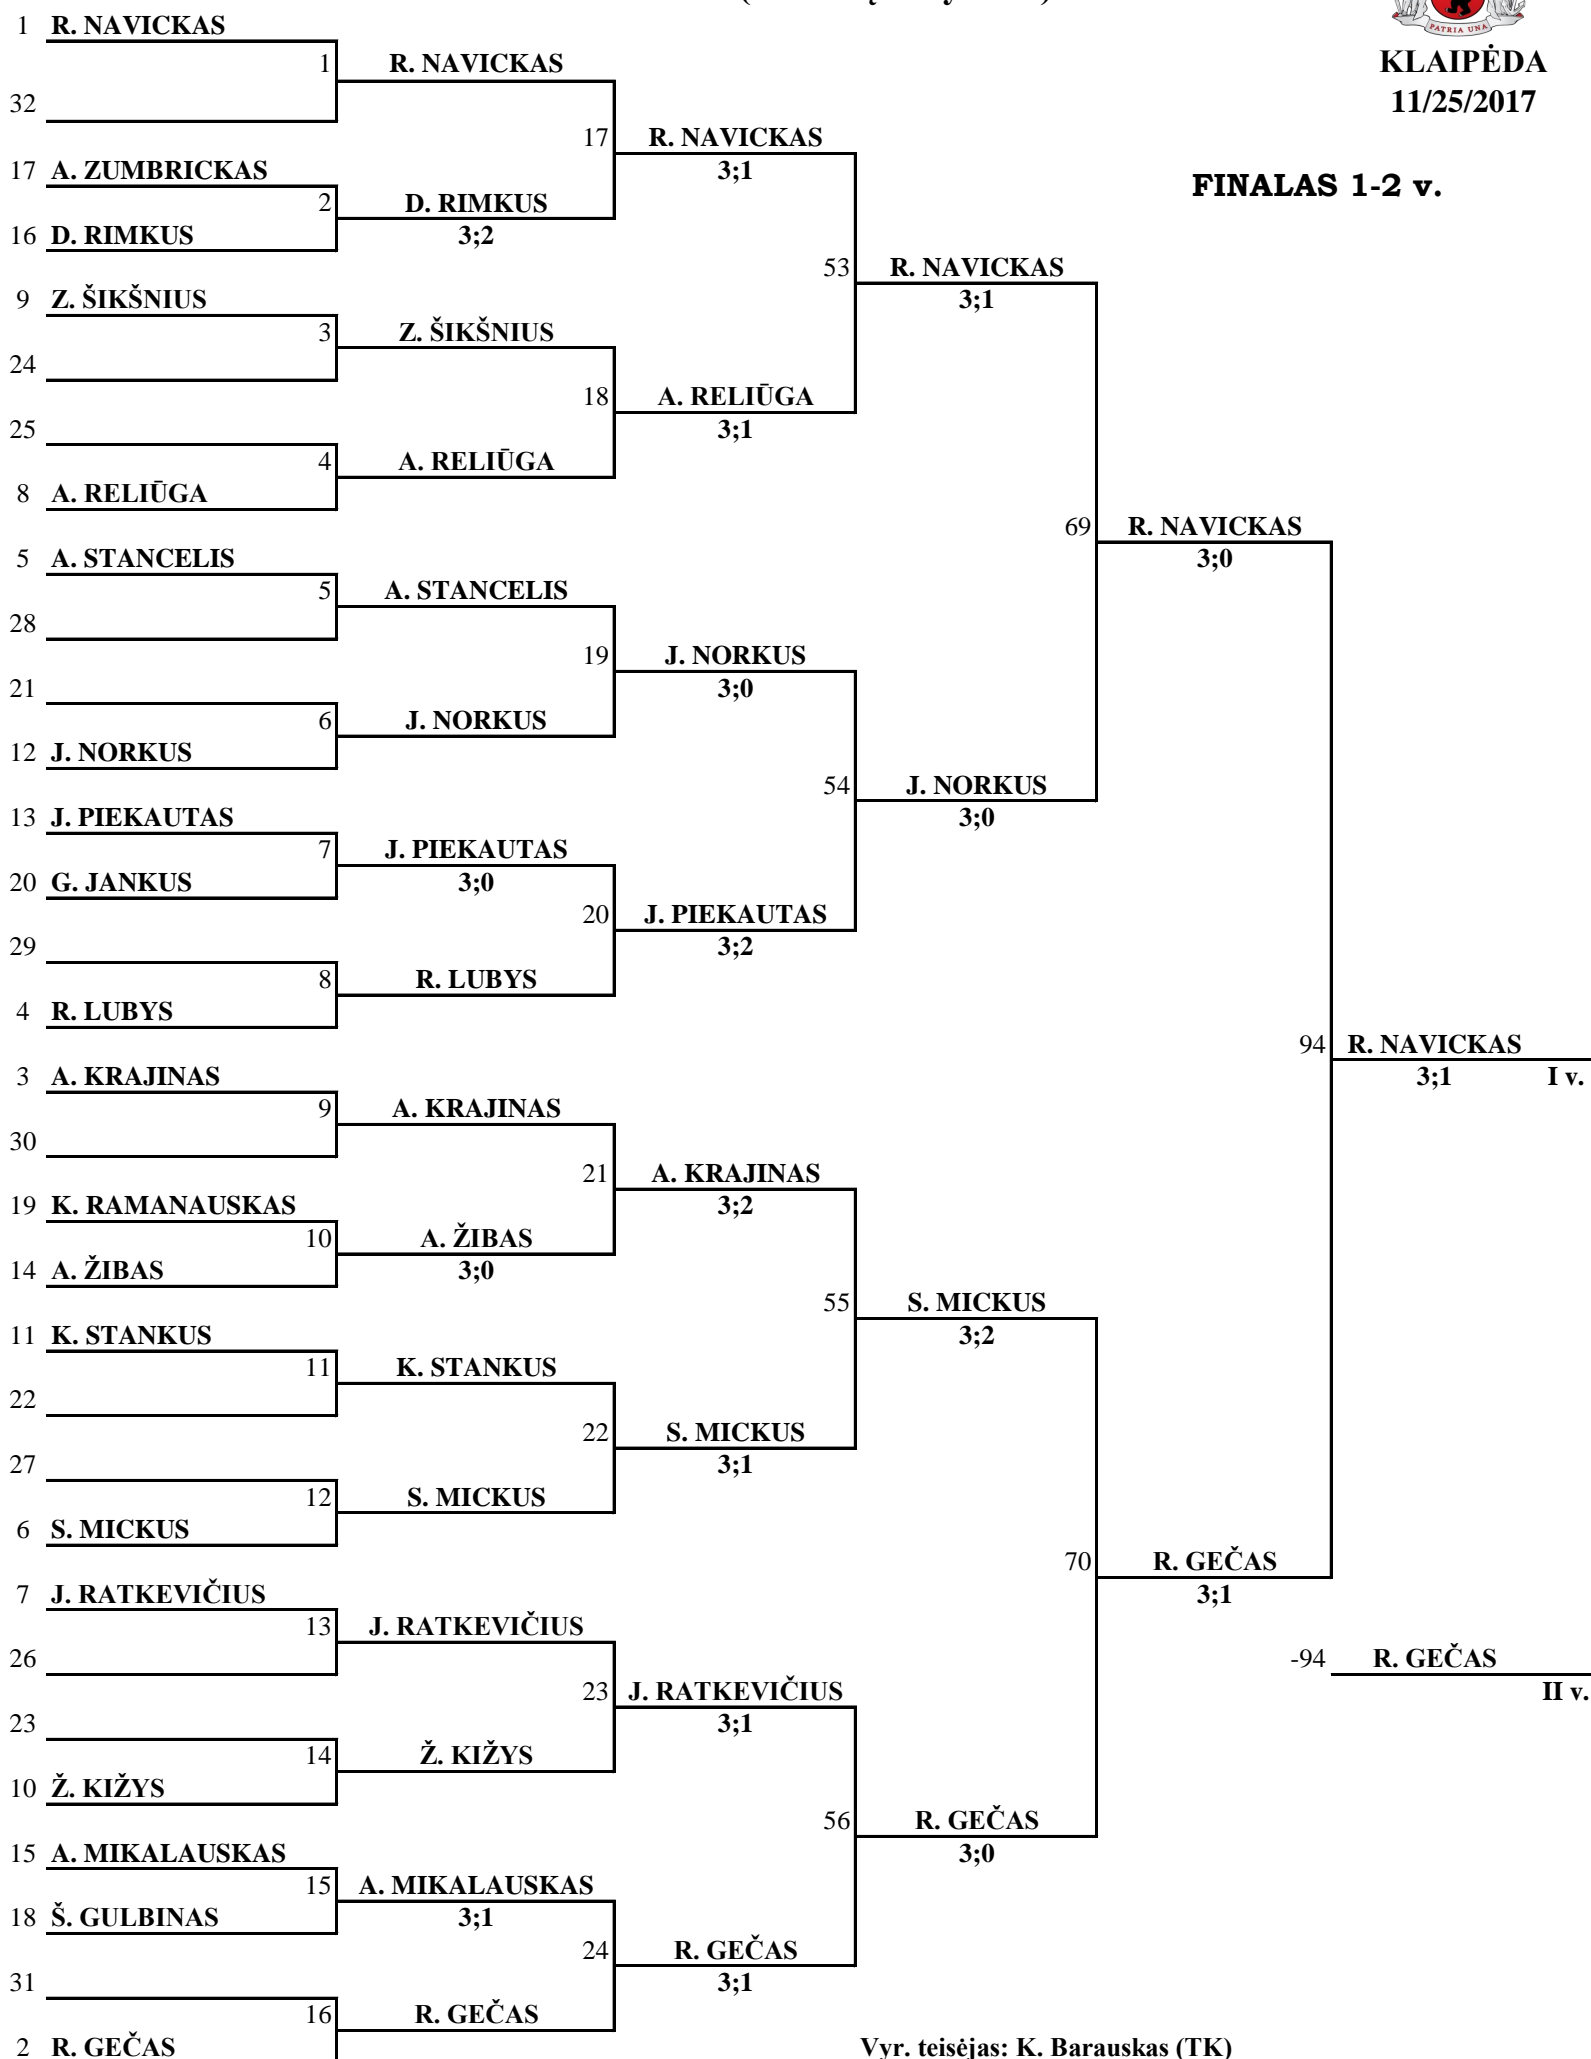 PATRIA UNA
KLAIPĖDA
11/25/2017
FINALAS 1-2 v.
1 R. NAVICKAS
1 R. NAVICKAS
32
17 R. NAVICKAS
3;1
17 A. ZUMBRICKAS
2 D. RIMKUS
3;2
16 D. RIMKUS
53 R. NAVICKAS
3;1
9 Z. ŠIKŠNIUS
3 Z. ŠIKŠNIUS
24
18 A. RELIŪGA
3;1
25
4 A. RELIŪGA
8 A. RELIŪGA
69 R. NAVICKAS
3;0
5 A. STANCELIS
5 A. STANCELIS
28
19 J. NORKUS
3;0
21
6 J. NORKUS
12 J. NORKUS
54 J. NORKUS
3;0
13 J. PIEKAUTAS
7 J. PIEKAUTAS
3;0
20 G. JANKUS
20 J. PIEKAUTAS
3;2
29
8 R. LUBYS
4 R. LUBYS
94 R. NAVICKAS
3;1 I v.
3 A. KRAJINAS
9 A. KRAJINAS
30
21 A. KRAJINAS
3;2
19 K. RAMANAUSKAS
10 A. ŽIBAS
3;0
14 A. ŽIBAS
55 S. MICKUS
3;2
11 K. STANKUS
11 K. STANKUS
22
22 S. MICKUS
3;1
27
12 S. MICKUS
6 S. MICKUS
70 R. GEČAS
3;1
7 J. RATKEVIČIUS
13 J. RATKEVIČIUS
26
-94 R. GEČAS
II v.
23 J. RATKEVIČIUS
3;1
23
14 Ž. KIŽYS
10 Ž. KIŽYS
56 R. GEČAS
3;0
15 A. MIKALAUSKAS
15 A. MIKALAUSKAS
3;1
18 Š. GULBINAS
24 R. GEČAS
3;1
31
16 R. GEČAS
2 R. GEČAS
Vyr. teisėjas: K. Barauskas (TK)